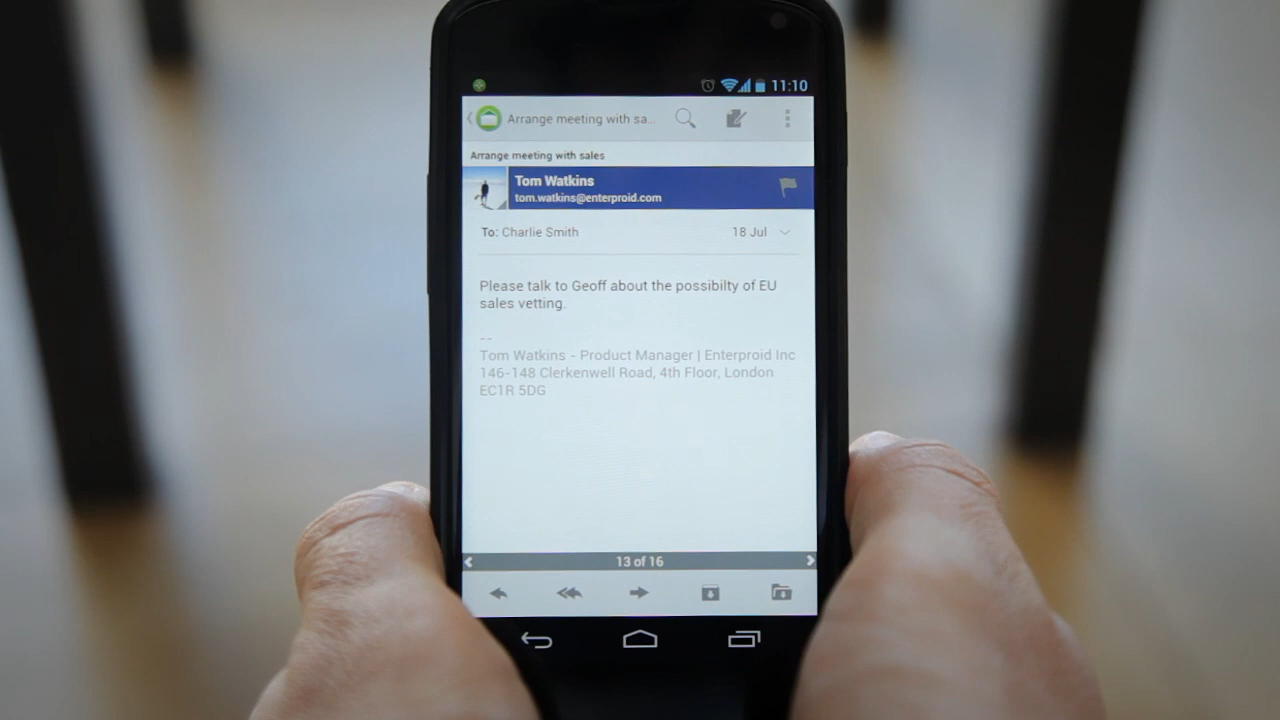 11:10
Arrange meeting with sa...
Arrange meeting with sales
Tom Watkins
tom.watkins@enterproid.com
To: Charlie Smith 18 Jul
Please talk to Geoff about the possibilty of EU
sales vetting.
--
Tom Watkins - Product Manager | Enterproid Inc
146-148 Clerkenwell Road, 4th Floor, London
EC1R 5DG
13 of 16